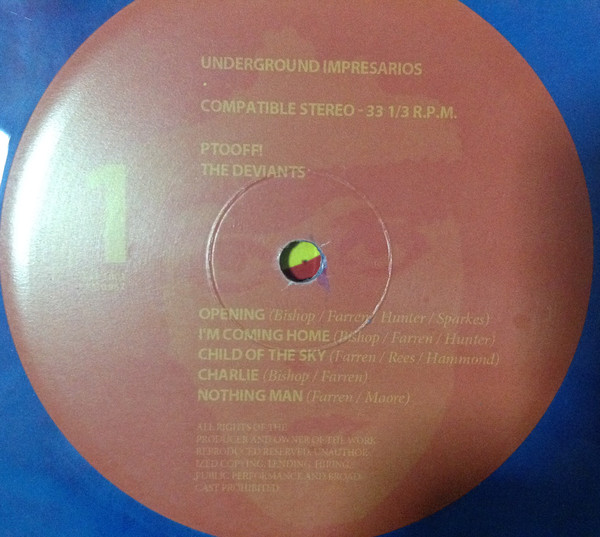 UNDERGROUND IMPRESARIOS
COMPATIBLE STEREO - 33 1/3 R.P.M.
PTOOFF!
THE DEVIANTS
1
OPENING (Bishop / Farren / Hunter / Sparkes)
I'M COMING HOME (Bishop / Farren / Hunter)
CHILD OF THE SKY (Farren / Rees / Hammond)
CHARLIE (Bishop / Farren)
NOTHING MAN (Farren / Moore)
ALL RIGHTS OF THE
PRODUCER AND OWNER OF THE WORK
REPRODUCED RESERVED. UNAUTHOR-
IZED COPYING, LENDING, HIRING,
PUBLIC PERFORMANCE AND BROAD-
CAST PROHIBITED.